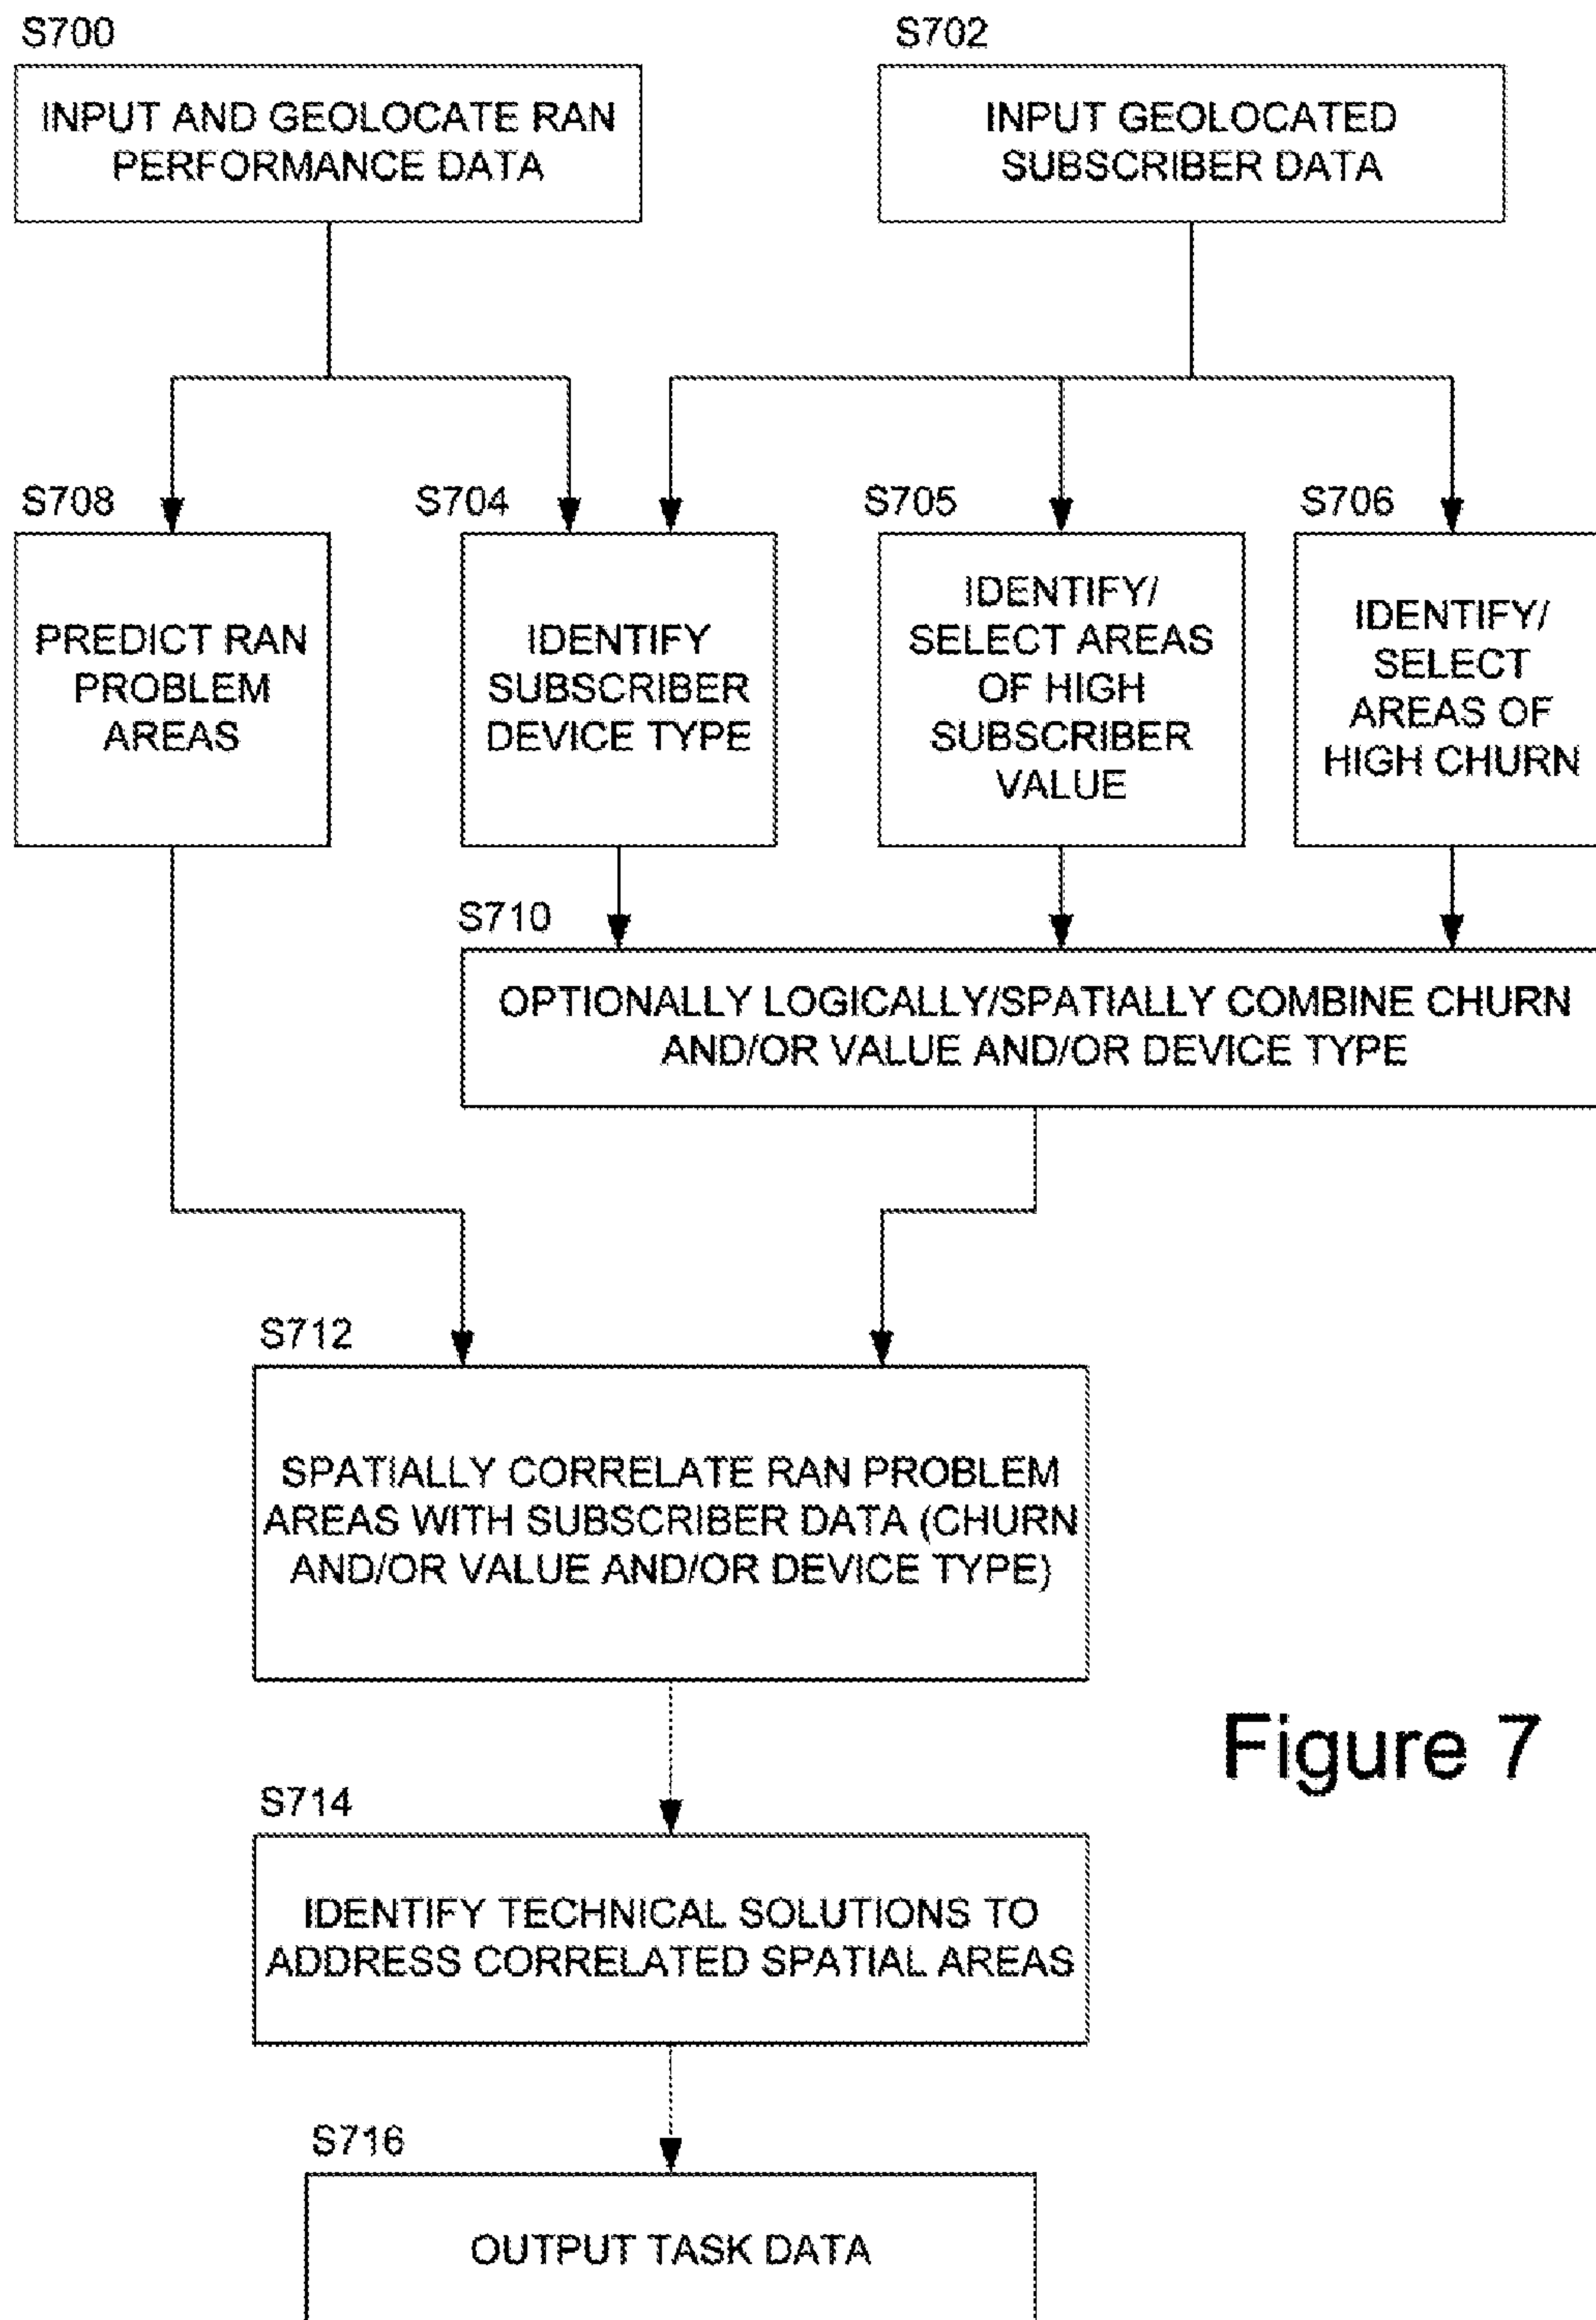 S700
INPUT AND GEOLOCATE RAN
PERFORMANCE DATA
S702
INPUT GEOLOCATED
SUBSCRIBER DATA
S708
PREDICT RAN
PROBLEM
AREAS
S704
IDENTIFY
SUBSCRIBER
DEVICE TYPE
S705
IDENTIFY/
SELECT AREAS
OF HIGH
SUBSCRIBER
VALUE
S706
IDENTIFY/
SELECT
AREAS OF
HIGH CHURN
S710
OPTIONALLY LOGICALLY/SPATIALLY COMBINE CHURN
AND/OR VALUE AND/OR DEVICE TYPE
S712
SPATIALLY CORRELATE RAN PROBLEM
AREAS WITH SUBSCRIBER DATA (CHURN
AND/OR VALUE AND/OR DEVICE TYPE)
Figure 7
S714
IDENTIFY TECHNICAL SOLUTIONS TO
ADDRESS CORRELATED SPATIAL AREAS
S716
OUTPUT TASK DATA